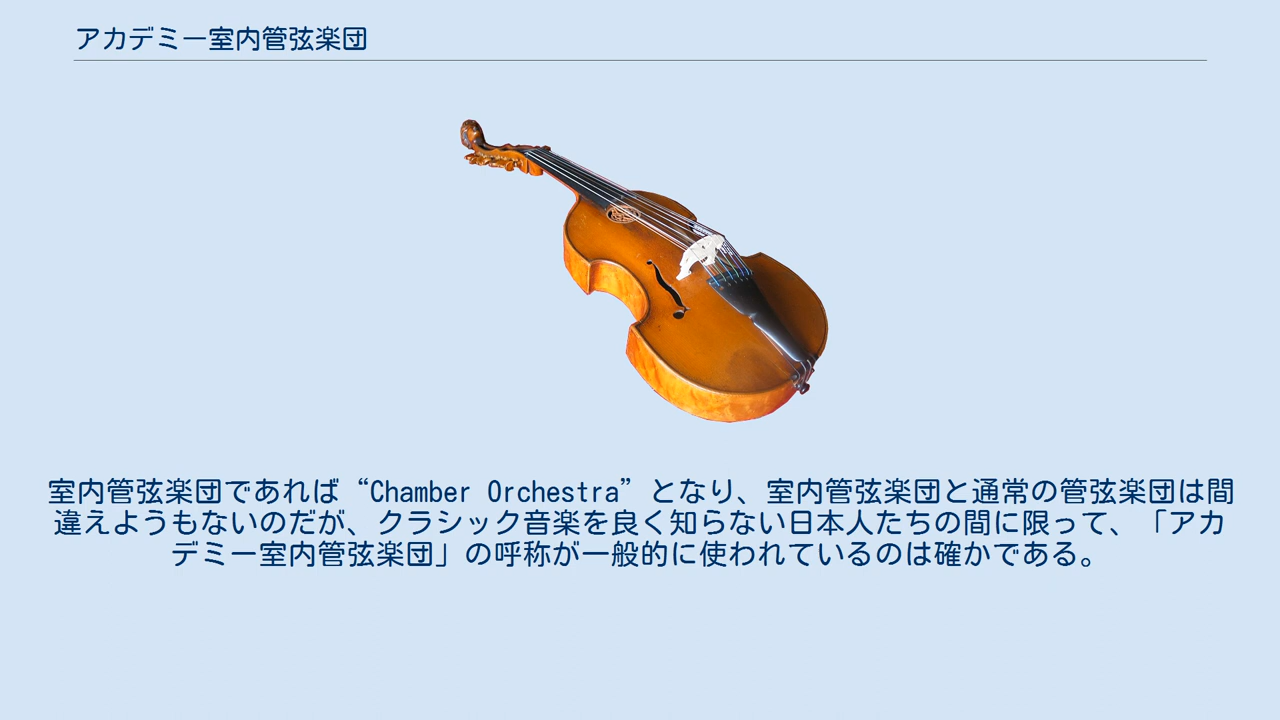 アカデミー室内管弦楽団
室内管弦楽団であれば“Chamber Orchestra”となり、室内管弦楽団と通常の管弦楽団は間
違えようもないのだが、クラシック音楽を良く知らない日本人たちの間に限って、「アカ
デミー室内管弦楽団」の呼称が一般的に使われているのは確かである。